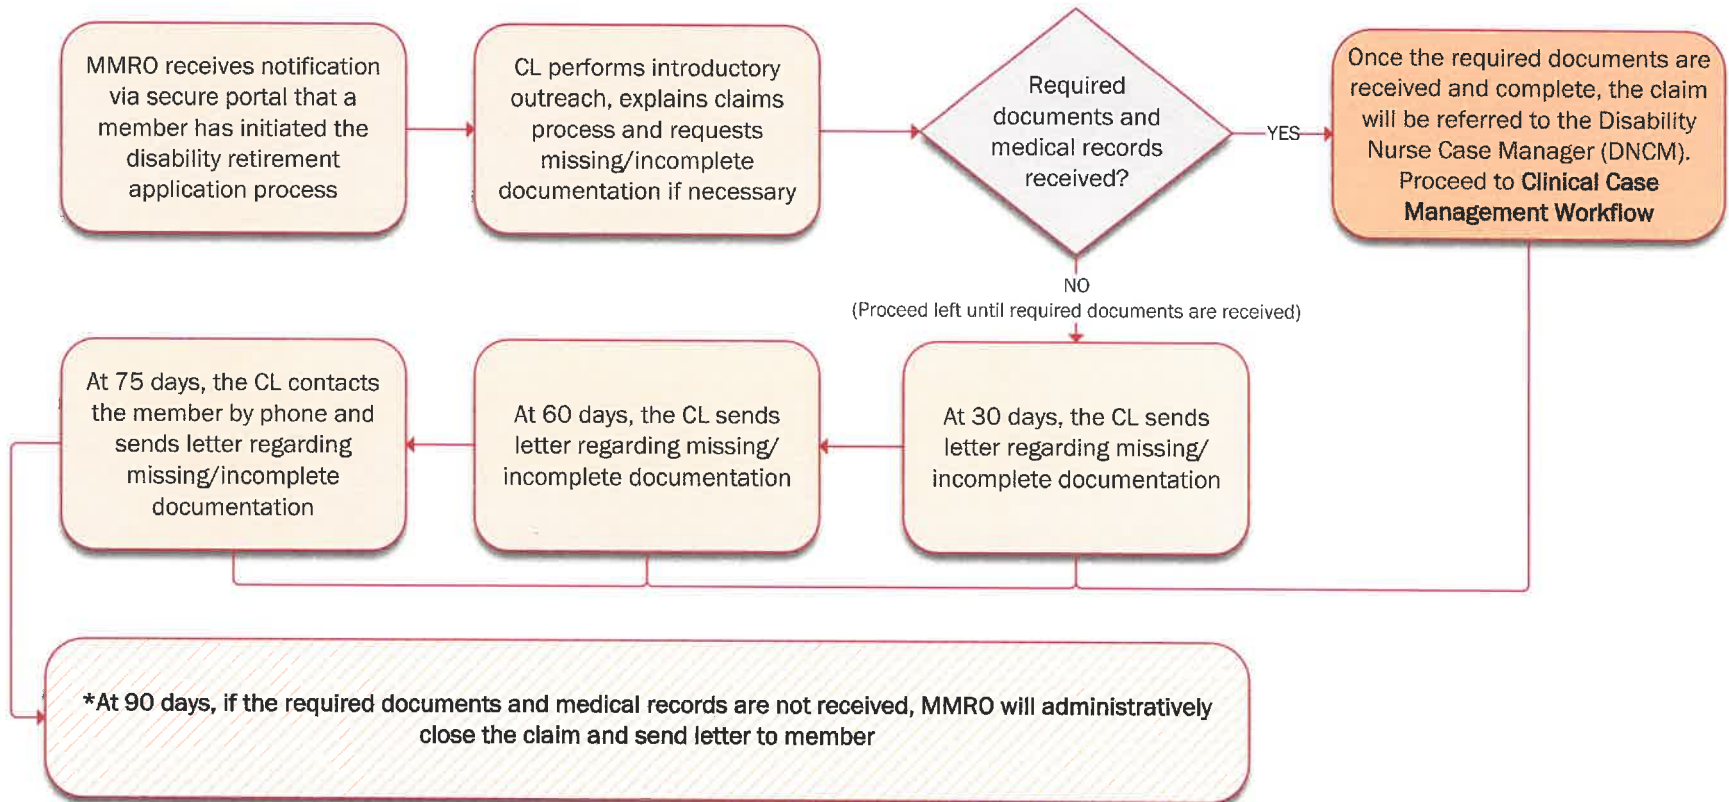 MMRO receives notification
via secure portal that a
member has initiated the
disability retirement
application process
CL performs introductory
outreach, explains claims
process and requests
missing/incomplete
documentation if necessary
Required
documents and
medical records
received?
YES
Once the required documents are
received and complete, the claim
will be referred to the Disability
Nurse Case Manager (DNCM).
Proceed to Clinical Case
Management Workflow
NO
(Proceed left until required documents are received)
At 75 days, the CL contacts
the member by phone and
sends letter regarding
missing/incomplete
documentation
At 60 days, the CL sends
letter regarding missing/
incomplete documentation
At 30 days, the CL sends
letter regarding missing/
incomplete documentation
*At 90 days, if the required documents and medical records are not received, MMRO will administratively
close the claim and send letter to member